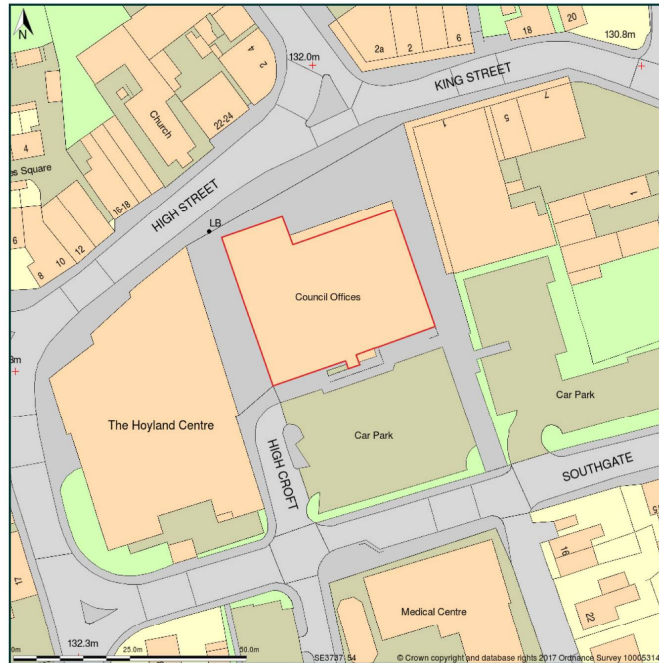 N
132.0m
2a
2
6
18
20
130.8m
KING STREET
4
2
Church
22-24
4
es Square
1
5
7
16-18
HIGH STREET
LB
1
6
8
10
12
Council Offices
3m
The Hoyland Centre
Car Park
Car Park
HIGH CROFT
SOUTHGATE
16
22
17
Medical Centre
132.3m
0m
25.0m
50.0m
SE3737-54
© Crown copyright and database rights 2017 Ordnance Survey 10005314